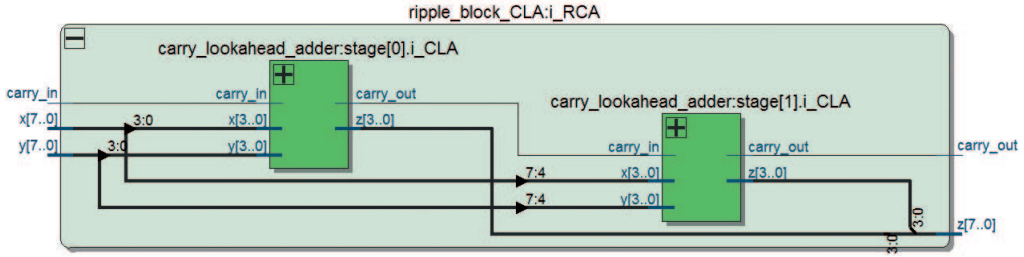 ripple_block_CLA:i_RCA
carry_lookahead_adder:stage[0].i_CLA
carry_in
carry_in
carry_out
x[7..0]
3:0
x[3..0]
z[3..0]
y[7..0]
3:0
y[3..0]
carry_lookahead_adder:stage[1].i_CLA
carry_in
carry_out
carry_out
7:4
x[3..0]
z[3..0]
7:4
y[3..0]
3:0
z[7..0]
3:0